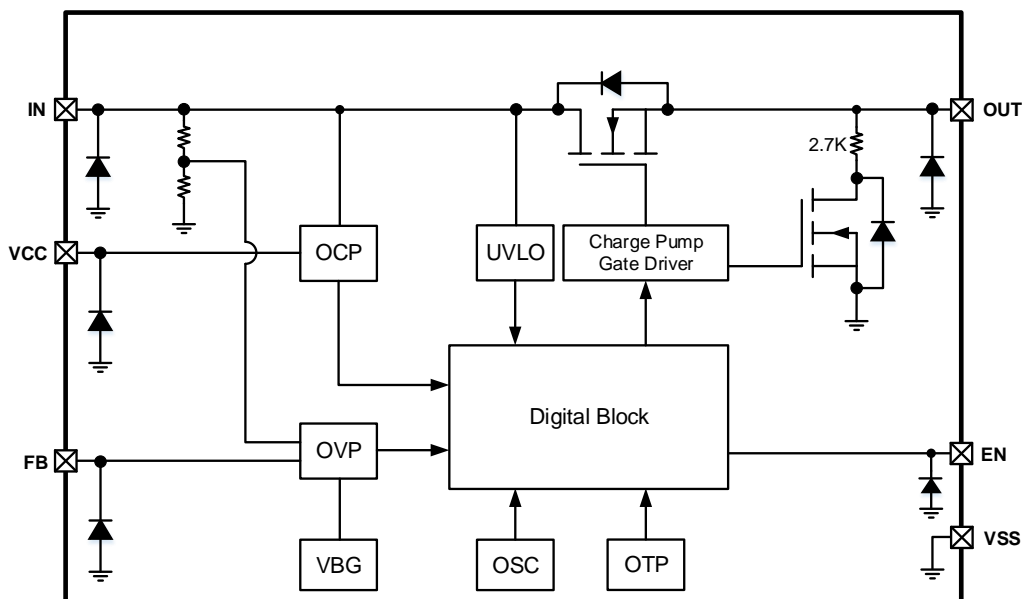 IN
OUT
2.7K
VCC
OCP
UVLO
Charge Pump
Gate Driver
Digital Block
FB
OVP
EN
VBG
OSC
OTP
VSS